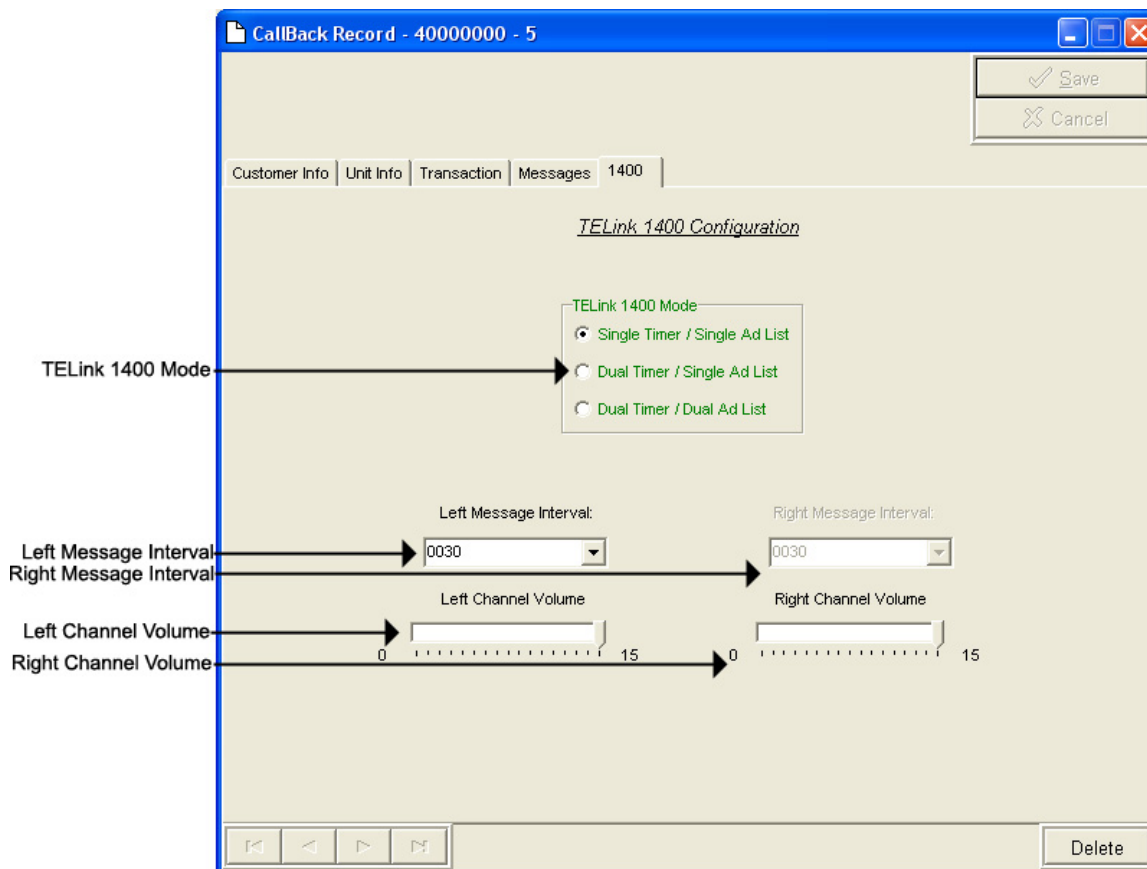 CallBack Record - 40000000 - 5
Save
Cancel
Customer Info Unit Info Transaction Messages 1400
TELink 1400 Configuration
TELink 1400 Mode
Single Timer / Single Ad List
TELink 1400 Mode
Dual Timer / Single Ad List
Dual Timer / Dual Ad List
Left Message Interval: Right Message Interval:
Left Message Interval
0030 0030
Right Message Interval
Left Channel Volume Right Channel Volume
Left Channel Volume
Right Channel Volume
0 15 0 15
Delete